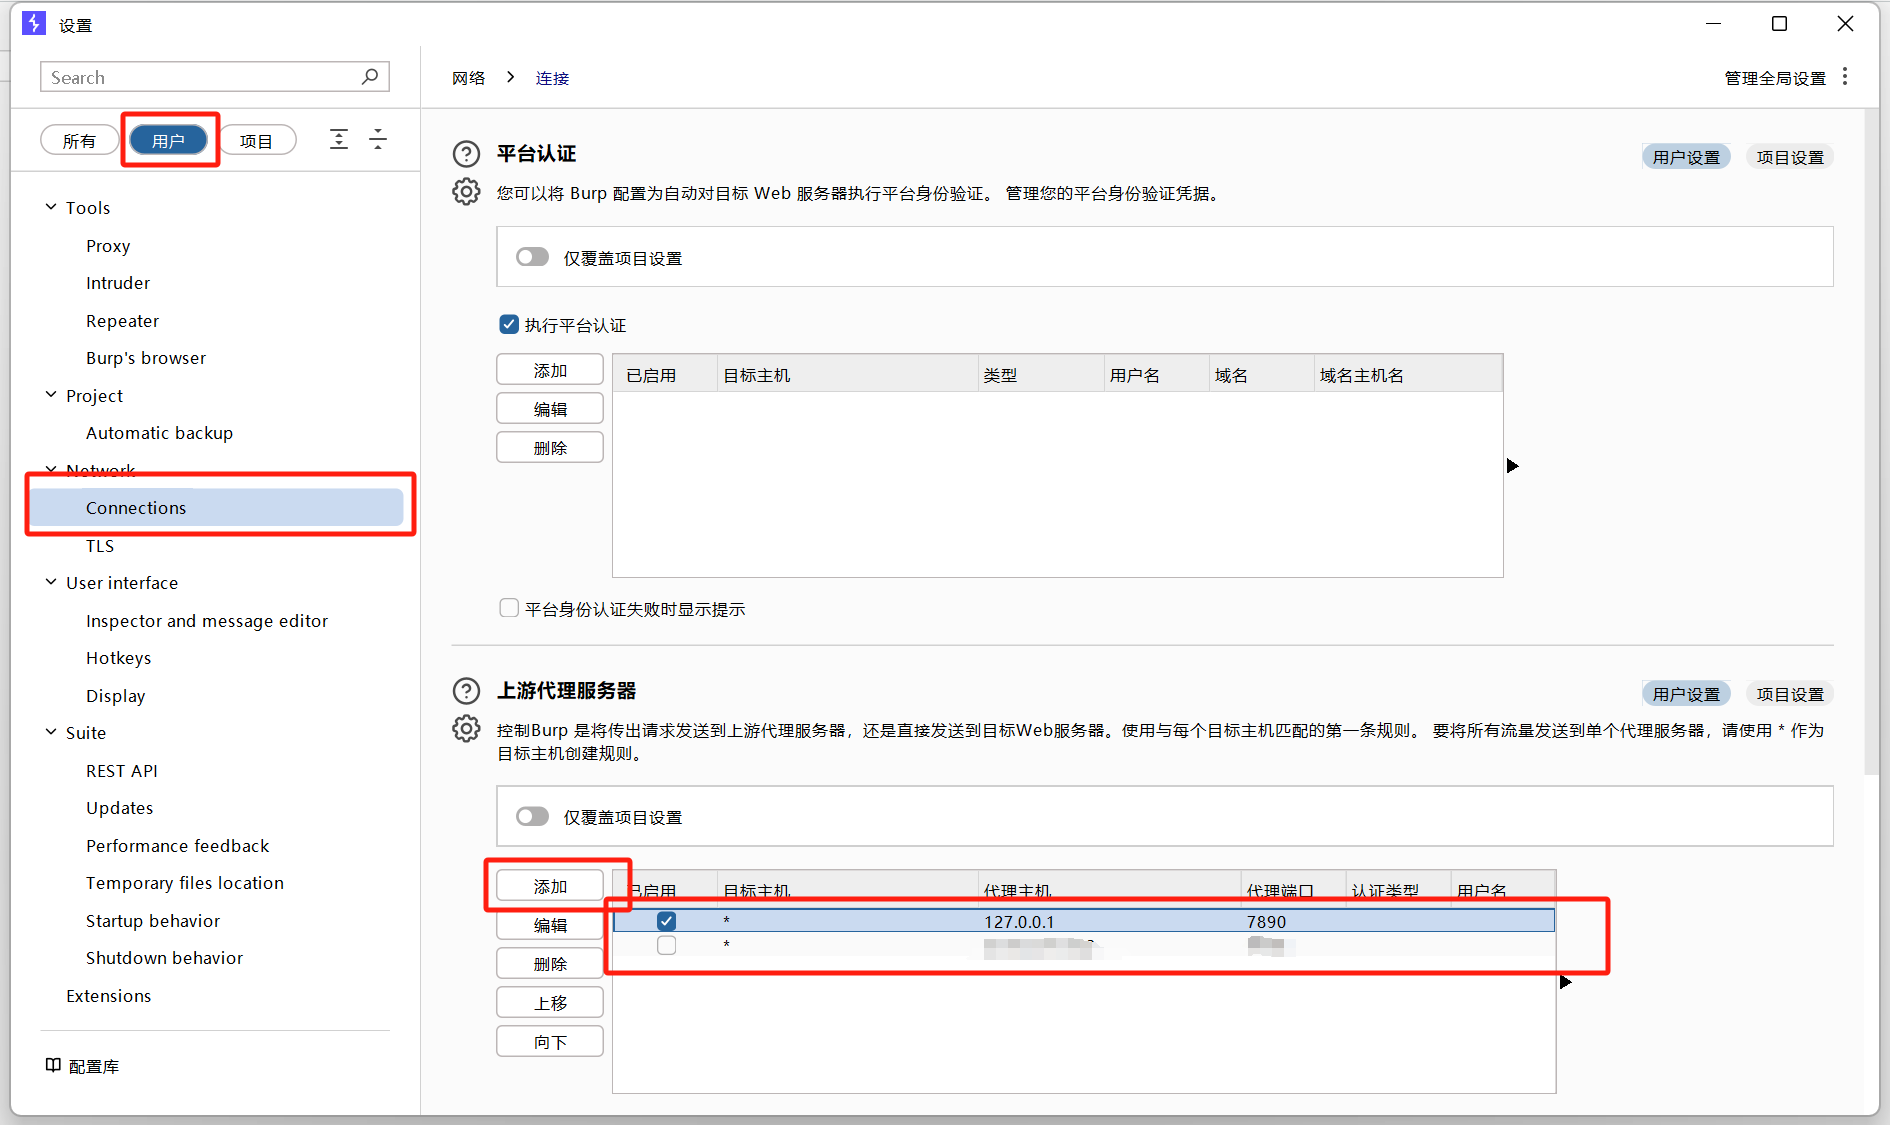 设置
Search
网络 > 连接
管理全局设置
所有 用户 项目
Tools
Proxy
Intruder
Repeater
Burp's browser
Project
Automatic backup
Network
Connections
TLS
User interface
Inspector and message editor
Hotkeys
Display
Suite
REST API
Updates
Performance feedback
Temporary files location
Startup behavior
Shutdown behavior
Extensions
配置库
平台认证
用户设置 项目设置
您可以将 Burp 配置为自动对目标 Web 服务器执行平台身份验证。 管理您的平台身份验证凭据。
仅覆盖项目设置
执行平台认证
添加
编辑
删除
已启用 目标主机 类型 用户名 域名 域名主机名
平台身份认证失败时显示提示
上游代理服务器
用户设置 项目设置
控制Burp 是将传出请求发送到上游代理服务器，还是直接发送到目标Web服务器。使用与每个目标主机匹配的第一条规则。 要将所有流量发送到单个代理服务器，请使用 * 作为
目标主机创建规则。
仅覆盖项目设置
添加
编辑
删除
上移
向下
已启用 目标主机 代理主机 代理端口 认证类型 用户名
* 127.0.0.1 7890
*